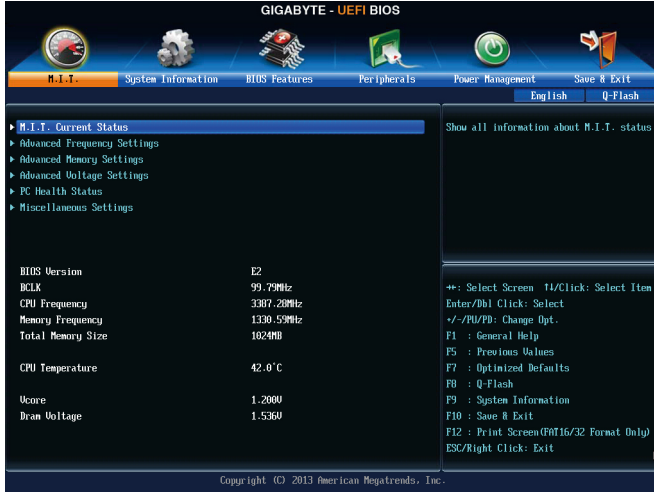 GIGABYTE - UEFI BIOS
M.I.T.
System Information
BIOS Features
Peripherals
Power Management
Save & Exit
English
Q-Flash
M.I.T. Current Status
Advanced Frequency Settings
Advanced Memory Settings
Advanced Voltage Settings
PC Health Status
Miscellaneous Settings
Show all information about M.I.T. status
BIOS Version E2
BCLK 99.79MHz
CPU Frequency 3387.28MHz
Memory Frequency 1330.59MHz
Total Memory Size 1024MB
CPU Temperature 42.0°C
Vcore 1.200V
Dram Voltage 1.536V
→←: Select Screen ↑↓/Click: Select Item
Enter/Dbl Click: Select
+/-/PU/PD: Change Opt.
F1 : General Help
F5 : Previous Values
F7 : Optimized Defaults
F8 : Q-Flash
F9 : System Information
F10 : Save & Exit
F12 : Print Screen(FAT16/32 Format Only)
ESC/Right Click: Exit
Copyright (C) 2013 American Megatrends, Inc.